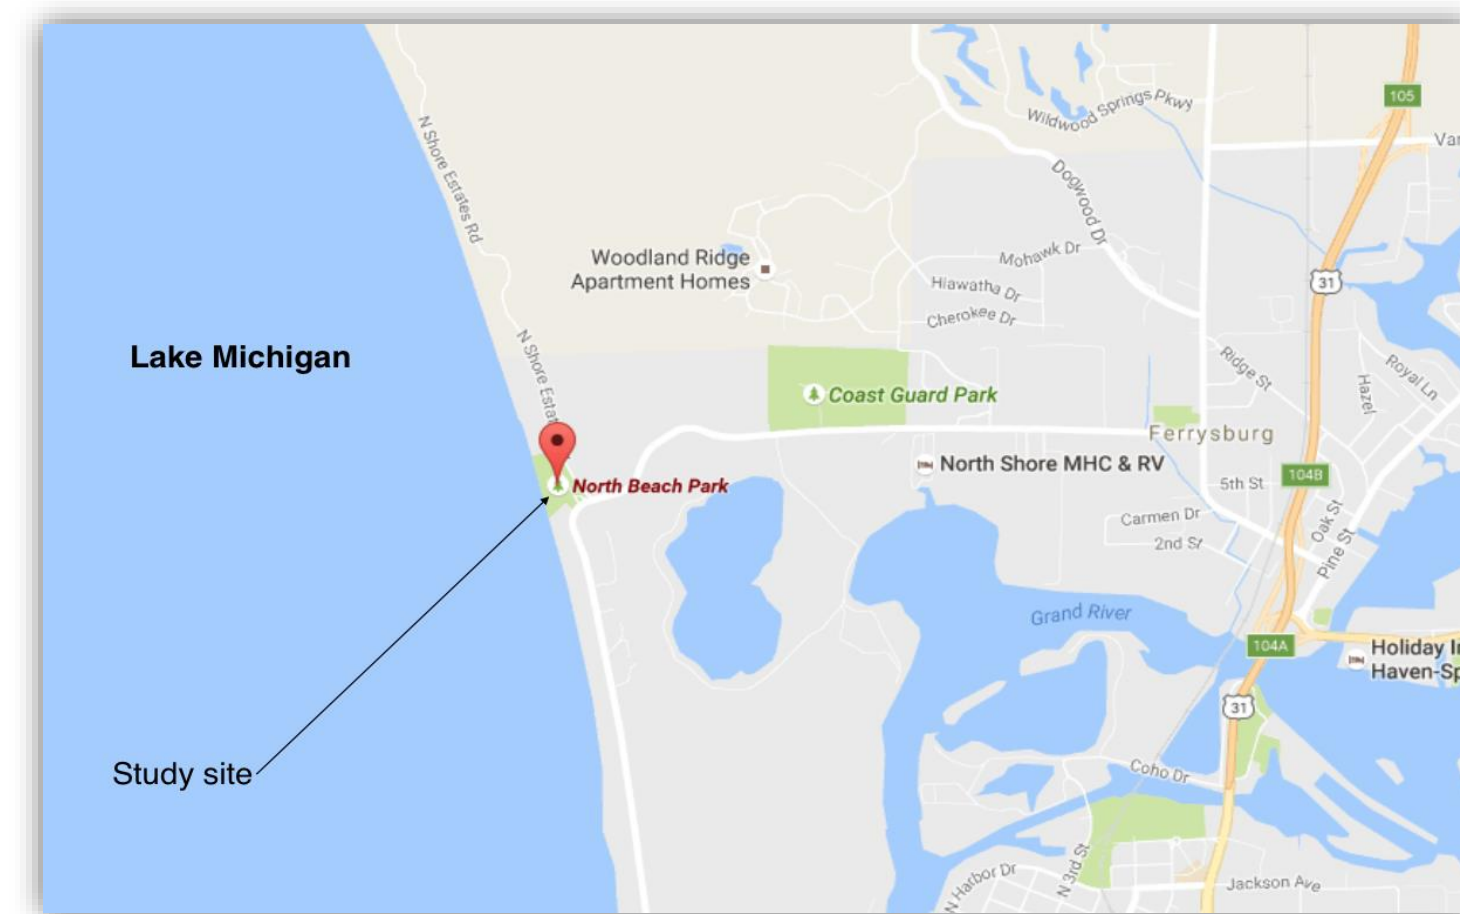 105
Wildwood Springs Pkwy
N Shore Estates Rd
Dogwood Dr
Woodland Ridge
Apartment Homes
Mohawk Dr
Hiawatha Dr
Cherokee Dr
31
Lake Michigan
N Shore Estat
Ridge St
Royal Ln
Hazel
Coast Guard Park
Ferrysburg
North Shore MHC & RV
104B
North Beach Park
5th St
Carmen Dr
2nd St
Oak St
Pine St
Grand River
104A
Holiday I
Haven-Sp
31
Study site
Coho Dr
N 3rd St
N Harbor Dr
Jackson Ave